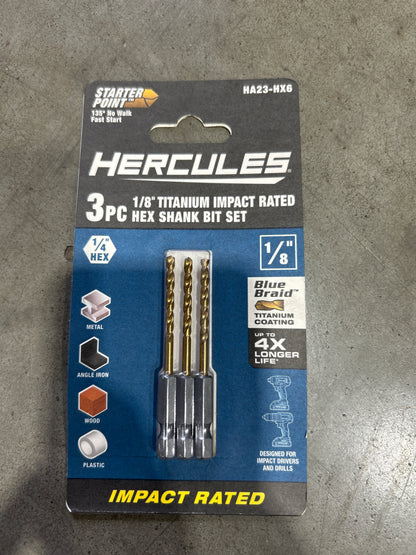 STARTER
POINT™
135° No Walk
Fast Start
HA23-HX6
HERCULES
3PC 1/8" TITANIUM IMPACT RATED
HEX SHANK BIT SET
1/4"
HEX
1/8"
METAL
ANGLE IRON
WOOD
PLASTIC
Blue
Braid™
TITANIUM
COATING
UP TO
4X
LONGER
LIFE*
DESIGNED FOR
IMPACT DRIVERS
AND DRILLS
IMPACT RATED